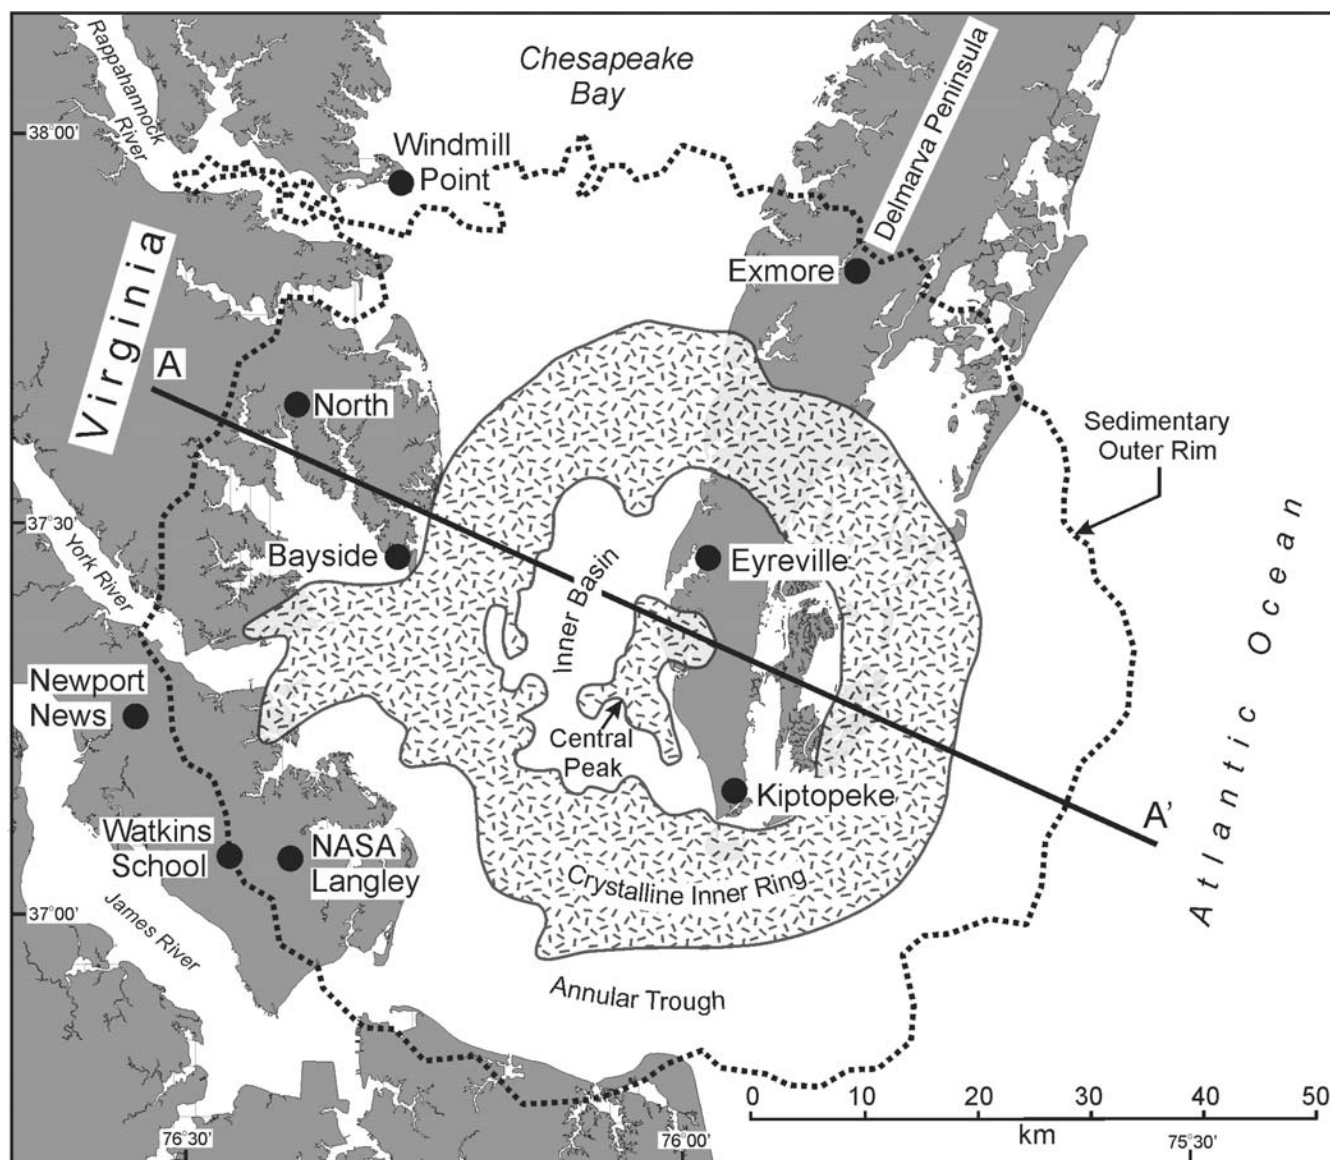 Rappahannock
River
Chesapeake
Bay
Delmarva Peninsula
38°00'
Windmill
Point
Virginia
Exmore
A
North
Sedimentary
Outer Rim
37°30'
York River
Bayside
Inner Basin
Eyreville
Atlantic Ocean
Newport
News
Central
Peak
Kiptopeke
A'
Watkins
School
NASA
Langley
Crystalline Inner Ring
37°00'
James River
Annular Trough
0 10 20 30 40 50
km
76°30'
76°00'
75°30'